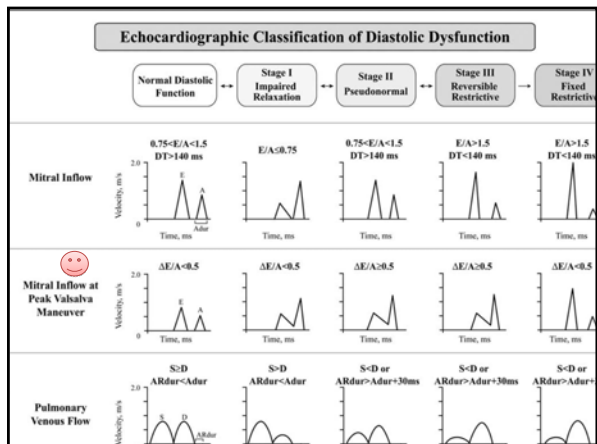 Echocardiographic Classification of Diastolic Dysfunction
Normal Diastolic
Function
Stage I
Impaired
Relaxation
Stage II
Pseudonormal
Stage III
Reversible
Restrictive
Stage IV
Fixed
Restrictive
Mitral Inflow
0.75<E/A<1.5
DT>140 ms
E/A≤0.75
0.75<E/A<1.5
DT>140 ms
E/A>1.5
DT<140 ms
E/A>1.5
DT<140 ms
Velocity, m/s
2.0
0
E
A
Adur
Time, ms
Time, ms
Time, ms
Time, ms
Time, ms
Mitral Inflow at
Peak Valsalva
Maneuver
ΔE/A<0.5
ΔE/A<0.5
ΔE/A≥0.5
ΔE/A≥0.5
ΔE/A<0.5
Velocity, m/s
2.0
0
E
A
Time, ms
Time, ms
Time, ms
Time, ms
Time, ms
Pulmonary
Venous Flow
S≥D
ARdur<Adur
S>D
ARdur<Adur
S<D or
ARdur>Adur+30ms
S<D or
ARdur>Adur+30ms
S<D or
ARdur>Adur+
Velocity, m/s
2.0
S
D
ARdur